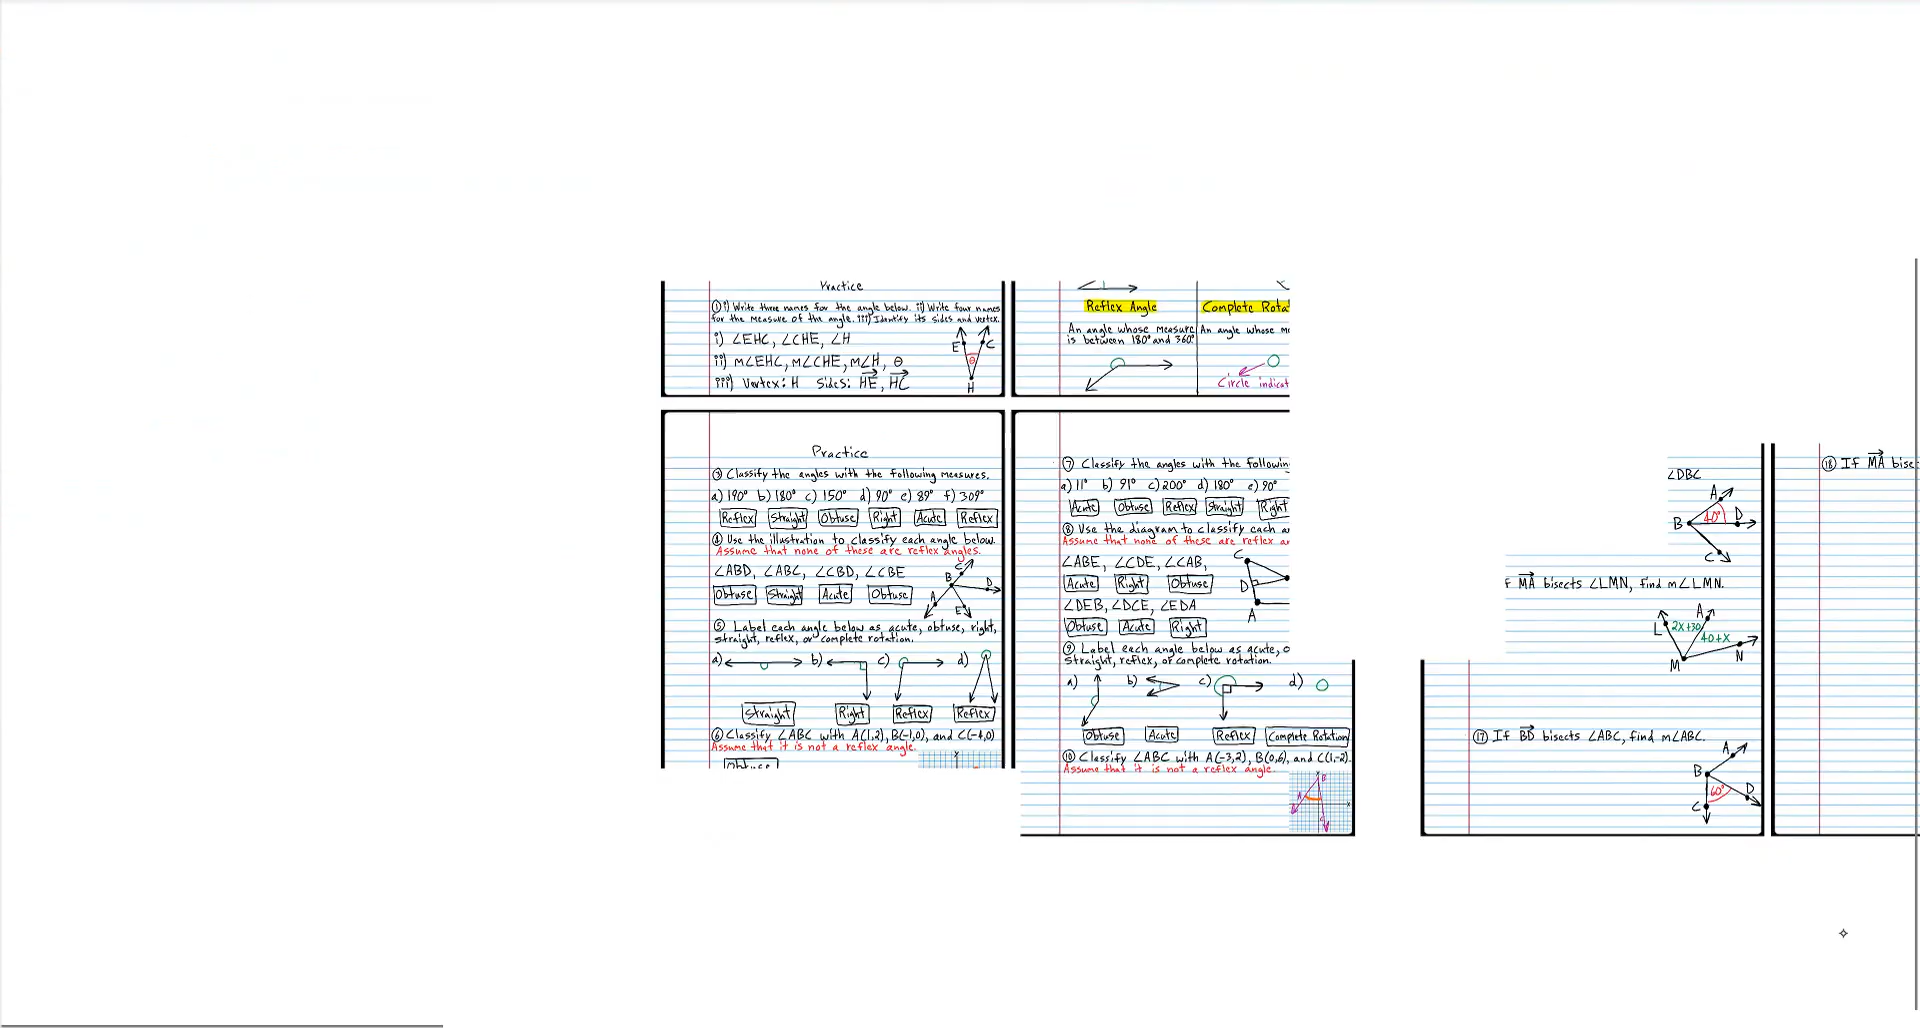 Practice
① i) Write three names for the angle below. ii) Write four names
for the measure of the angle. iii) Identify its sides and vertex.
i) ∠EHC, ∠CHE, ∠H
ii) m∠EHC, m∠CHE, m∠H, θ
iii) Vertex: H Sides: HE, HC
E C
θ
H
Reflex Angle
An angle whose measure
is between 180° and 360°.
Complete
An angle whose
Circle
Practice
③ Classify the angles with the following measures.
a) 190° b) 180° c) 150° d) 90° e) 89° f) 309°
Reflex Straight Obtuse Right Acute Reflex
④ Use the illustration to classify each angle below.
Assume that none of these are reflex angles.
∠ABD, ∠ABC, ∠CBD, ∠CBE
Obtuse Straight Acute Obtuse
C
B D
A
E
⑤ Label each angle below as acute, obtuse, right,
straight, reflex, or complete rotation.
a) b) c) d)
Straight Right Reflex Reflex
⑥ Classify ∠ABC with A(1,2), B(-1,0), and C(-4,0)
Assume that it is not a reflex angle.
Obtuse
⑦ Classify the angles with the
a) 11° b) 91° c) 200° d) 180° e) 90°
Acute Obtuse Reflex Straight Right
⑧ Use the diagram to classify each
Assume that none of these are reflex
∠ABE, ∠CDE, ∠CAB,
Acute Right Obtuse
∠DEB, ∠DCE, ∠EDA
Obtuse Acute Right
C
D
A
⑨ Label each angle below as acute,
straight, reflex, or complete rotation.
a) b) c) d)
Obtuse Acute Reflex Complete Rotation
⑩ Classify ∠ABC with A(-3,2), B(0,6), and C(1,-2).
Assume that it is not a reflex angle.
∠DBC
A
B 40° D
C
MA bisects ∠LMN, find m∠LMN.
L A
2x+30
40+x
M N
⑰ If BD bisects ∠ABC, find m∠ABC.
A
B
60° D
C
⑱ If MA